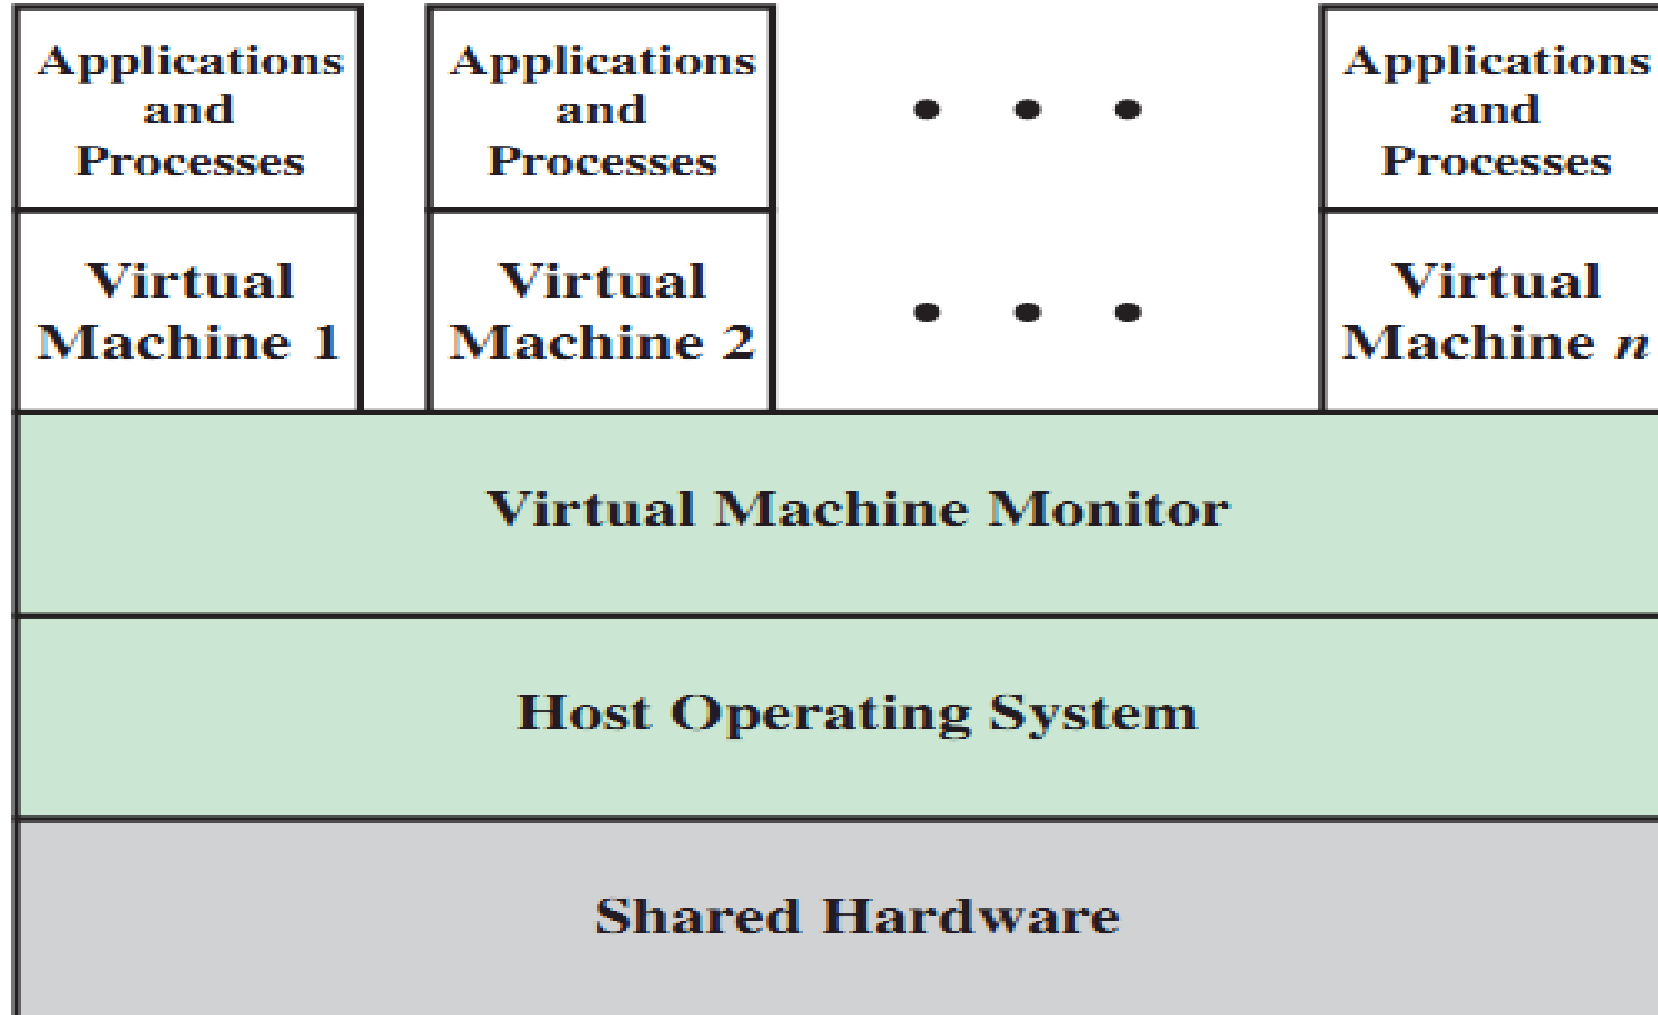 Applications
and
Processes
Applications
and
Processes
• • •
Applications
and
Processes
Virtual
Machine 1
Virtual
Machine 2
• • •
Virtual
Machine n
Virtual Machine Monitor
Host Operating System
Shared Hardware